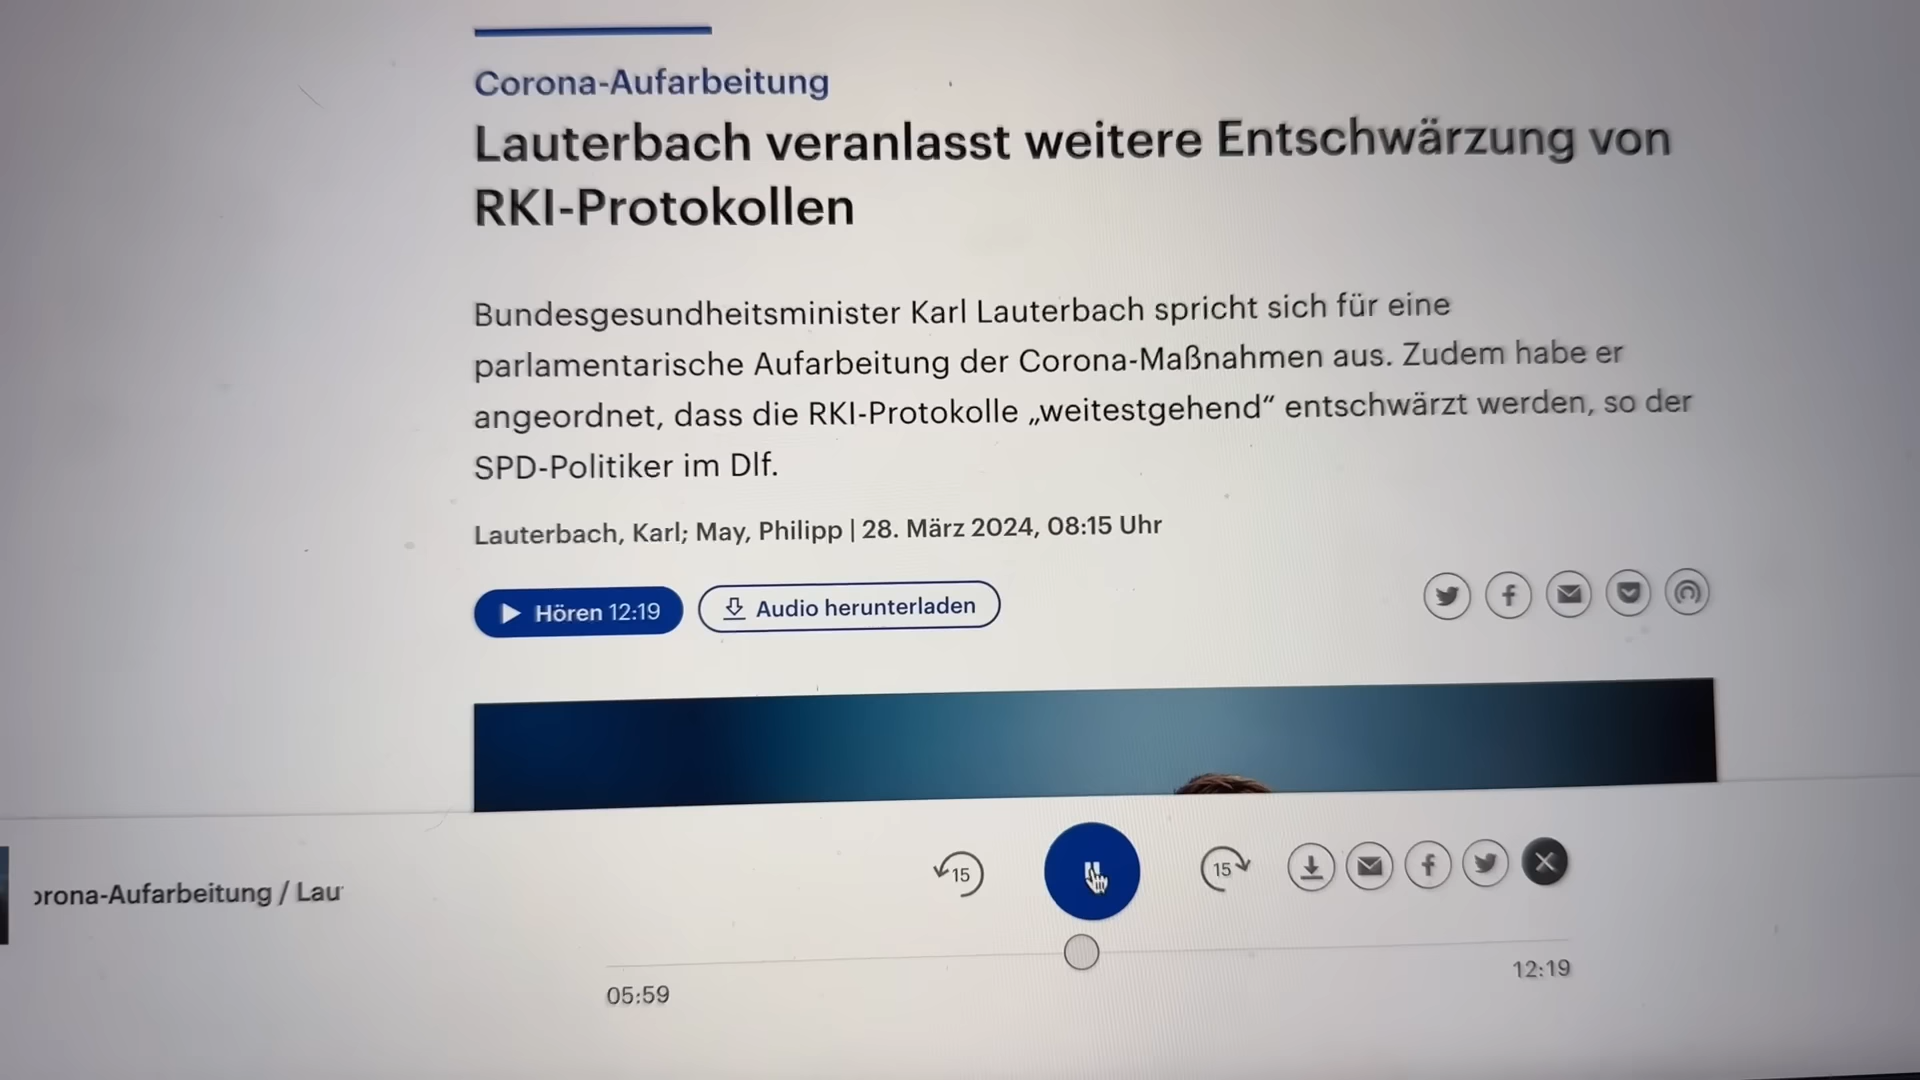 Corona-Aufarbeitung
Lauterbach veranlasst weitere Entschwärzung von
RKI-Protokollen
Bundesgesundheitsminister Karl Lauterbach spricht sich für eine
parlamentarische Aufarbeitung der Corona-Maßnahmen aus. Zudem habe er
angeordnet, dass die RKI-Protokolle „weitestgehend“ entschwärzt werden, so der
SPD-Politiker im Dlf.
Lauterbach, Karl; May, Philipp | 28. März 2024, 08:15 Uhr
Hören 12:19
Audio herunterladen
15
15
orona-Aufarbeitung / Lau
05:59
12:19